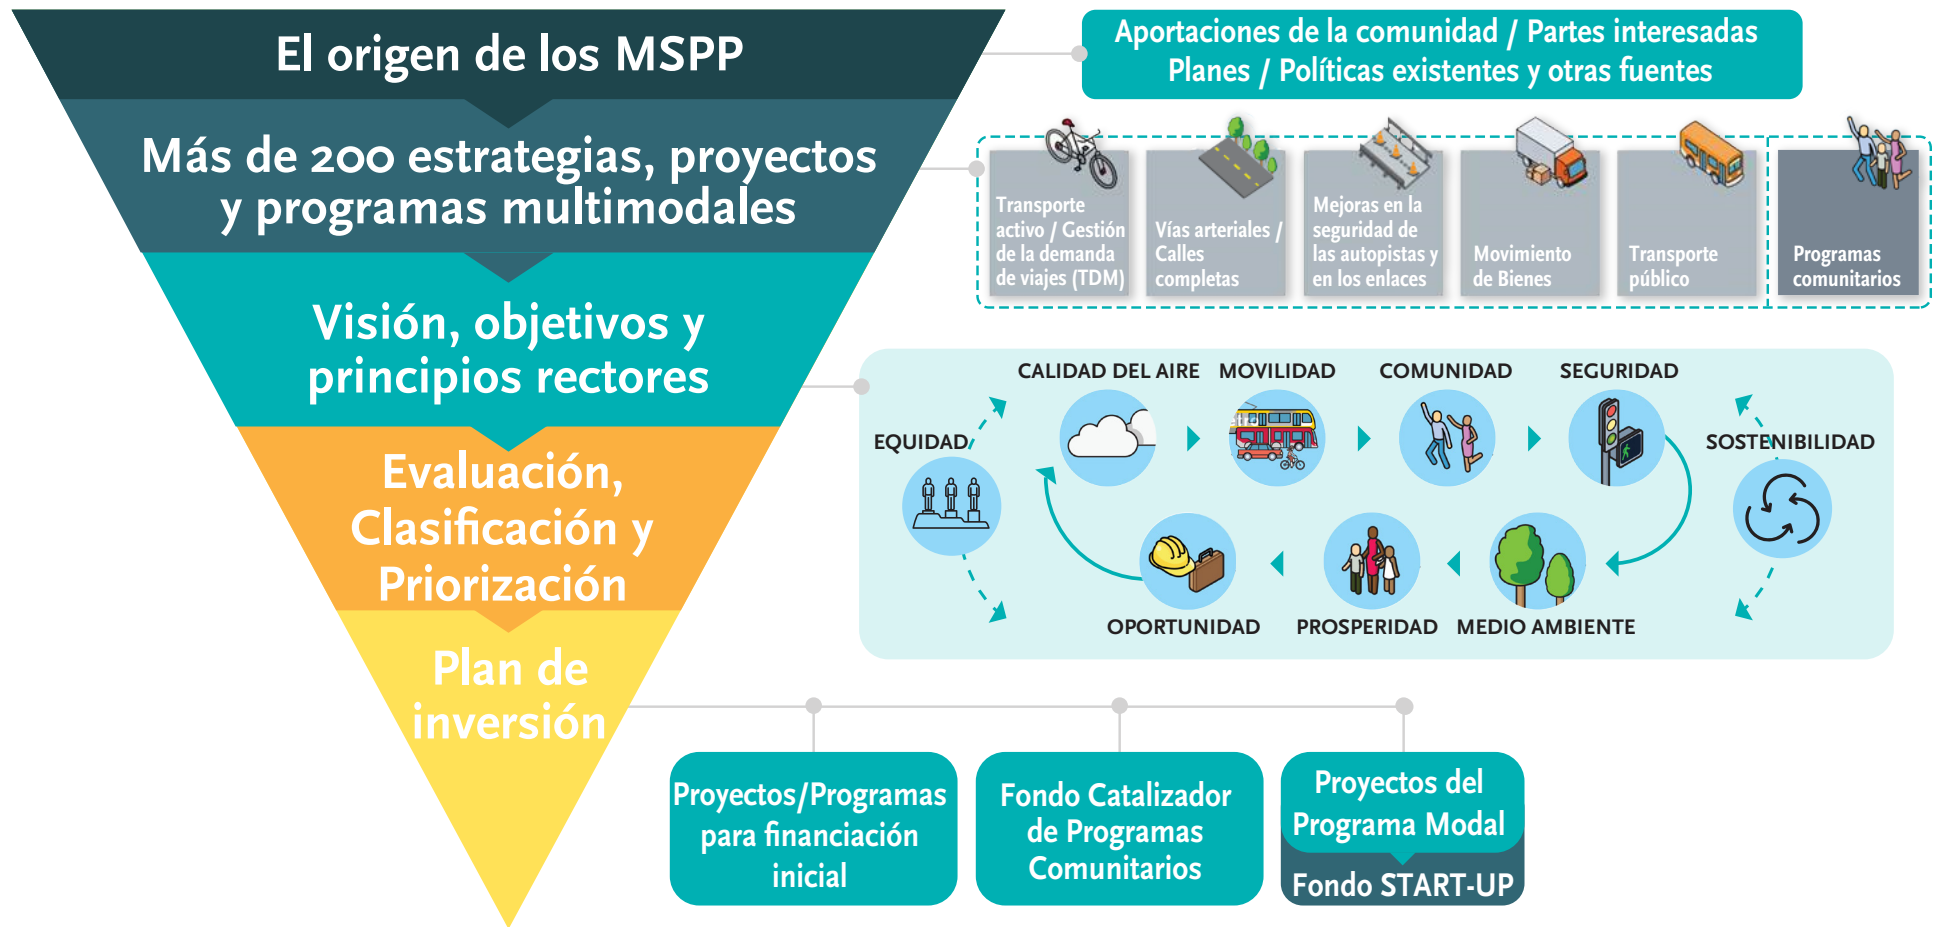 El origen de los MSPP
Aportaciones de la comunidad / Partes interesadas
Planes / Políticas existentes y otras fuentes
Más de 200 estrategias, proyectos
y programas multimodales
Transporte
activo / Gestión
de la demanda
de viajes (TDM)
Vías arteriales /
Calles
completas
Mejoras en la
seguridad de
las autopistas y
en los enlaces
Movimiento
de Bienes
Transporte
público
Programas
comunitarios
Visión, objetivos y
principios rectores
EQUIDAD
CALIDAD DEL AIRE
MOVILIDAD
COMUNIDAD
SEGURIDAD
SOSTENIBILIDAD
OPORTUNIDAD
PROSPERIDAD
MEDIO AMBIENTE
Evaluación,
Clasificación y
Priorización
Plan de
inversión
Proyectos/Programas
para financiación
inicial
Fondo Catalizador
de Programas
Comunitarios
Proyectos del
Programa Modal
Fondo START-UP